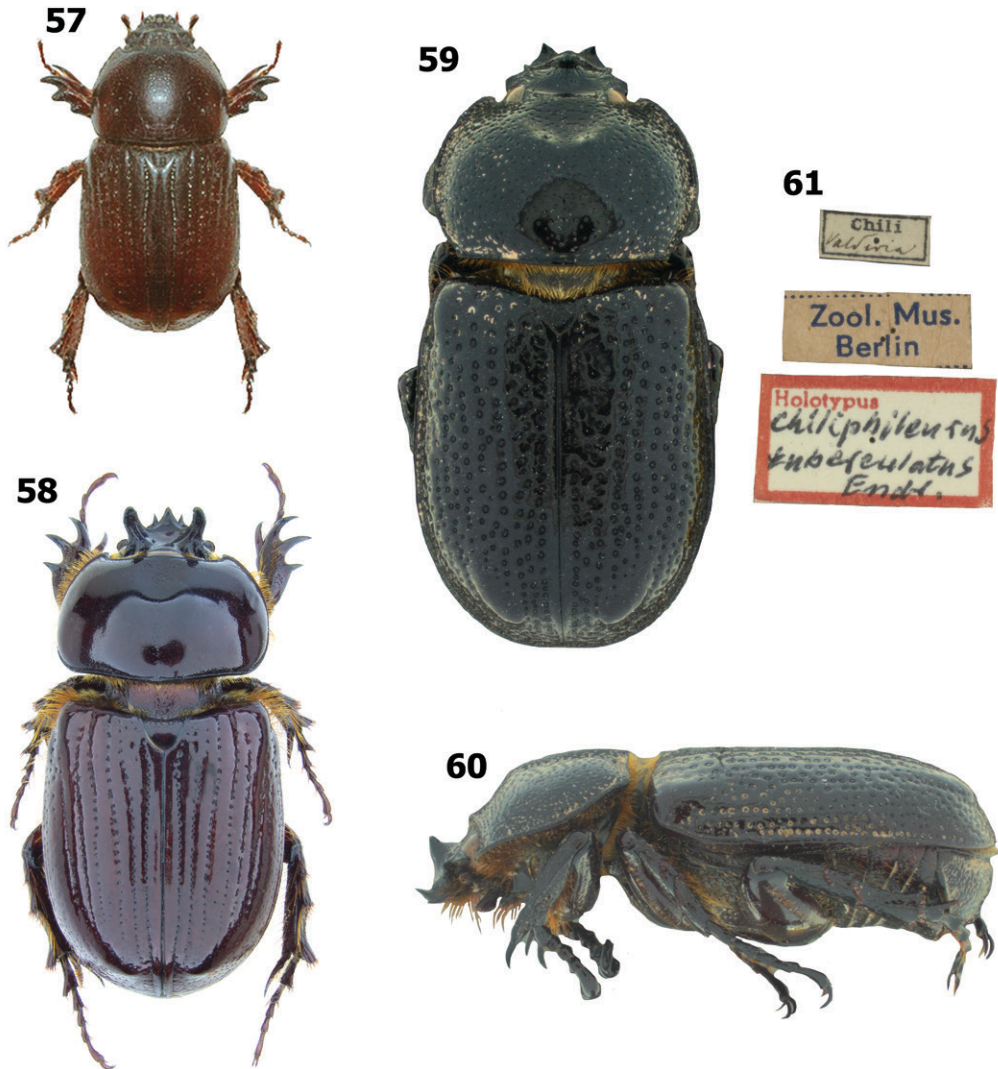 57
59
61
Chili
Valdivia
Zool. Mus.
Berlin
Holotypus
chiliphileurus
tuberculatus
Endr.
58
60